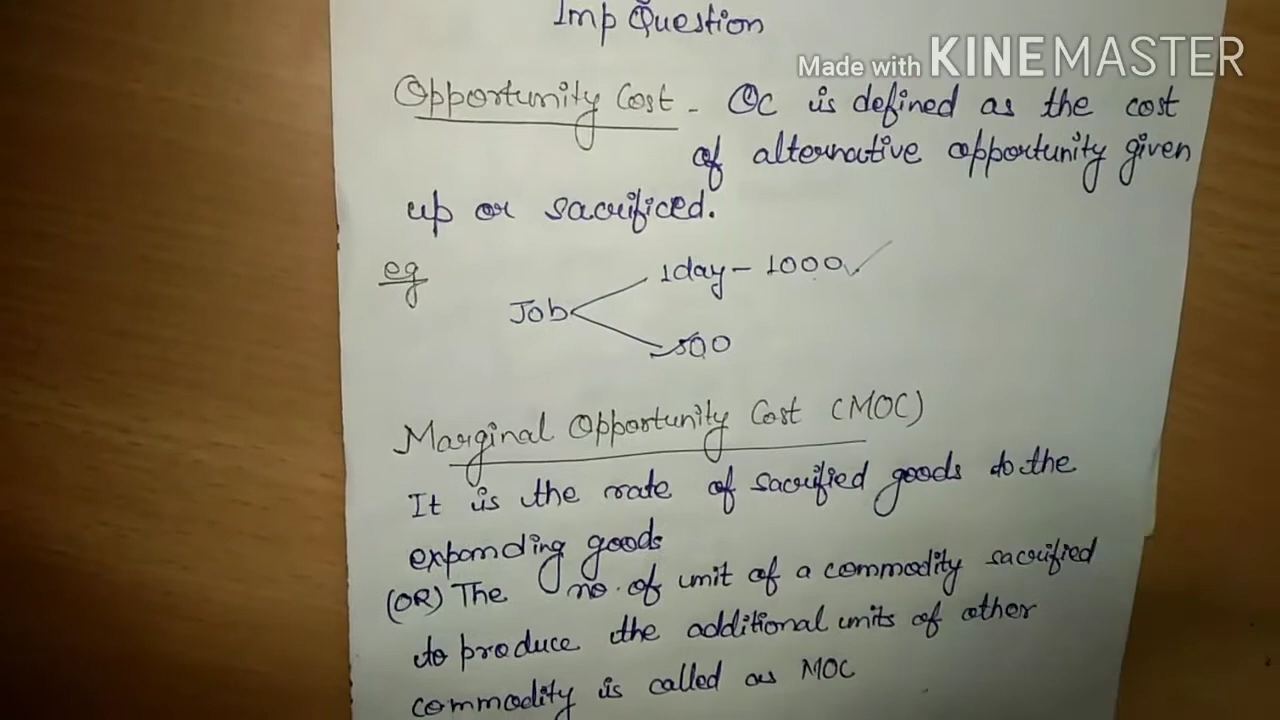 Imp Question
Made with KINEMASTER
Opportunity Cost - OC is defined as the cost
of alternative opportunity given
up or sacrificed.
eg
1day - 1000 ✓
Job
500
Marginal Opportunity Cost (MOC)
It is the rate of sacrified goods to the
expanding goods
(OR) The no. of unit of a commodity sacrified
to produce the additional units of other
commodity is called as MOC